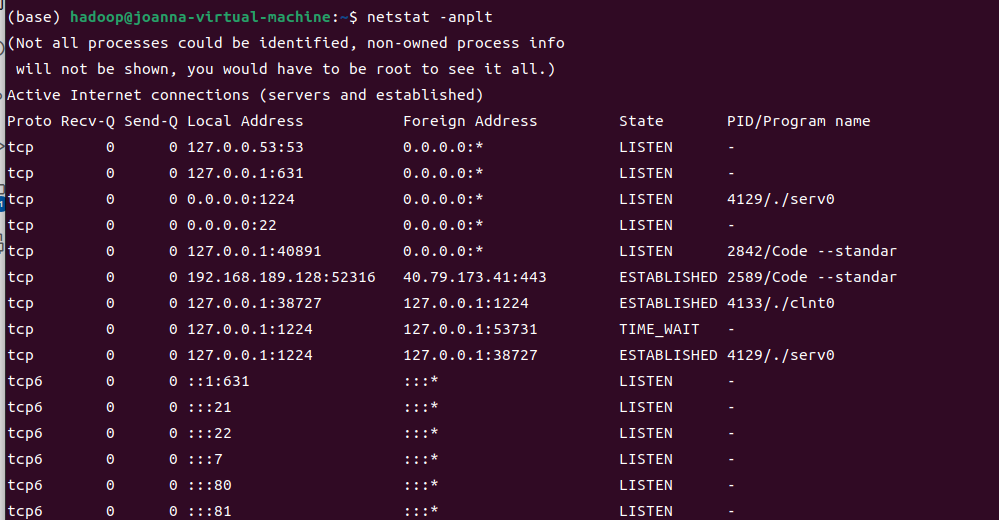 (base) hadoop@joanna-virtual-machine:~$ netstat -anplt
(Not all processes could be identified, non-owned process info
 will not be shown, you would have to be root to see it all.)
Active Internet connections (servers and established)
Proto Recv-Q Send-Q Local Address           Foreign Address         State       PID/Program name
tcp        0      0 127.0.0.53:53           0.0.0.0:*               LISTEN      -
tcp        0      0 127.0.0.1:631           0.0.0.0:*               LISTEN      -
tcp        0      0 0.0.0.0:1224            0.0.0.0:*               LISTEN      4129/./serv0
tcp        0      0 0.0.0.0:22              0.0.0.0:*               LISTEN      -
tcp        0      0 127.0.0.1:40891         0.0.0.0:*               LISTEN      2842/Code --standar
tcp        0      0 192.168.189.128:52316   40.79.173.41:443        ESTABLISHED 2589/Code --standar
tcp        0      0 127.0.0.1:38727         127.0.0.1:1224          ESTABLISHED 4133/./clnt0
tcp        0      0 127.0.0.1:1224          127.0.0.1:53731         TIME_WAIT   -
tcp        0      0 127.0.0.1:1224          127.0.0.1:38727         ESTABLISHED 4129/./serv0
tcp6       0      0 ::1:631                 :::*                    LISTEN      -
tcp6       0      0 :::21                   :::*                    LISTEN      -
tcp6       0      0 :::22                   :::*                    LISTEN      -
tcp6       0      0 :::7                    :::*                    LISTEN      -
tcp6       0      0 :::80                   :::*                    LISTEN      -
tcp6       0      0 :::81                   :::*                    LISTEN      -